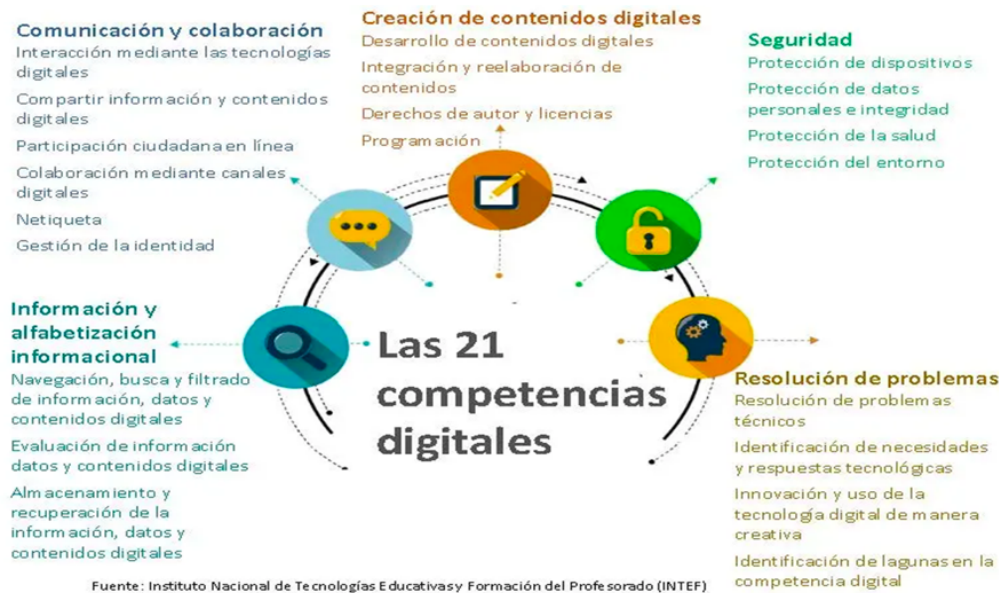 Comunicación y colaboración
Interacción mediante las tecnologías
digitales
Compartir información y contenidos
digitales
Participación ciudadana en línea
Colaboración mediante canales
digitales
Netiqueta
Gestión de la identidad
Creación de contenidos digitales
Desarrollo de contenidos digitales
Integración y reelaboración de
contenidos
Derechos de autor y licencias
Programación
Seguridad
Protección de dispositivos
Protección de datos
personales e integridad
Protección de la salud
Protección del entorno
Información y
alfabetización
informacional
Navegación, busca y filtrado
de información, datos y
contenidos digitales
Evaluación de información
datos y contenidos digitales
Almacenamiento y
recuperación de la
información, datos y
contenidos digitales
Las 21
competencias
digitales
Resolución de problemas
Resolución de problemas
técnicos
Identificación de necesidades
y respuestas tecnológicas
Innovación y uso de la
tecnología digital de manera
creativa
Identificación de lagunas en la
competencia digital
Fuente: Instituto Nacional de Tecnologías Educativas y Formación del Profesorado (INTEF)